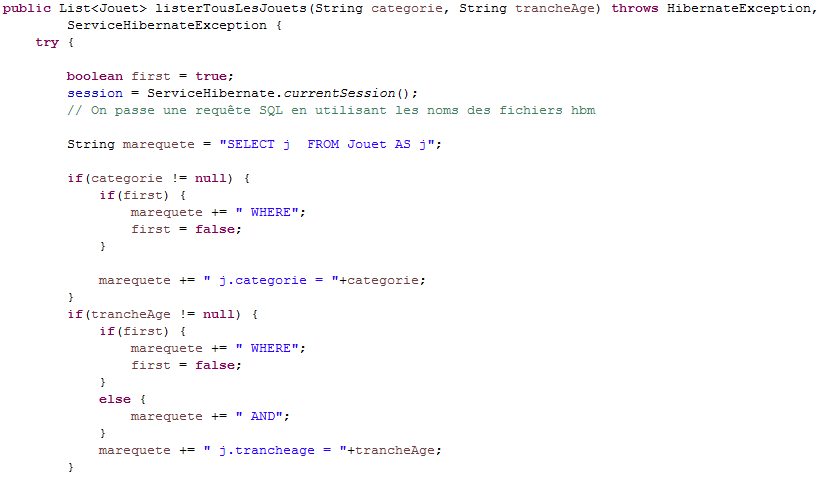 public List<Jouet> listerTousLesJouets(String categorie, String trancheAge) throws HibernateException,
        ServiceHibernateException {
    try {

        boolean first = true;
        session = ServiceHibernate.currentSession();
        // On passe une requête SQL en utilisant les noms des fichiers hbm

        String marequete = "SELECT j  FROM Jouet AS j";

        if(categorie != null) {
            if(first) {
                marequete += " WHERE";
                first = false;
            }

            marequete += " j.categorie = "+categorie;
        }
        if(trancheAge != null) {
            if(first) {
                marequete += " WHERE";
                first = false;
            }
            else {
                marequete += " AND";
            }
            marequete += " j.trancheage = "+trancheAge;
        }